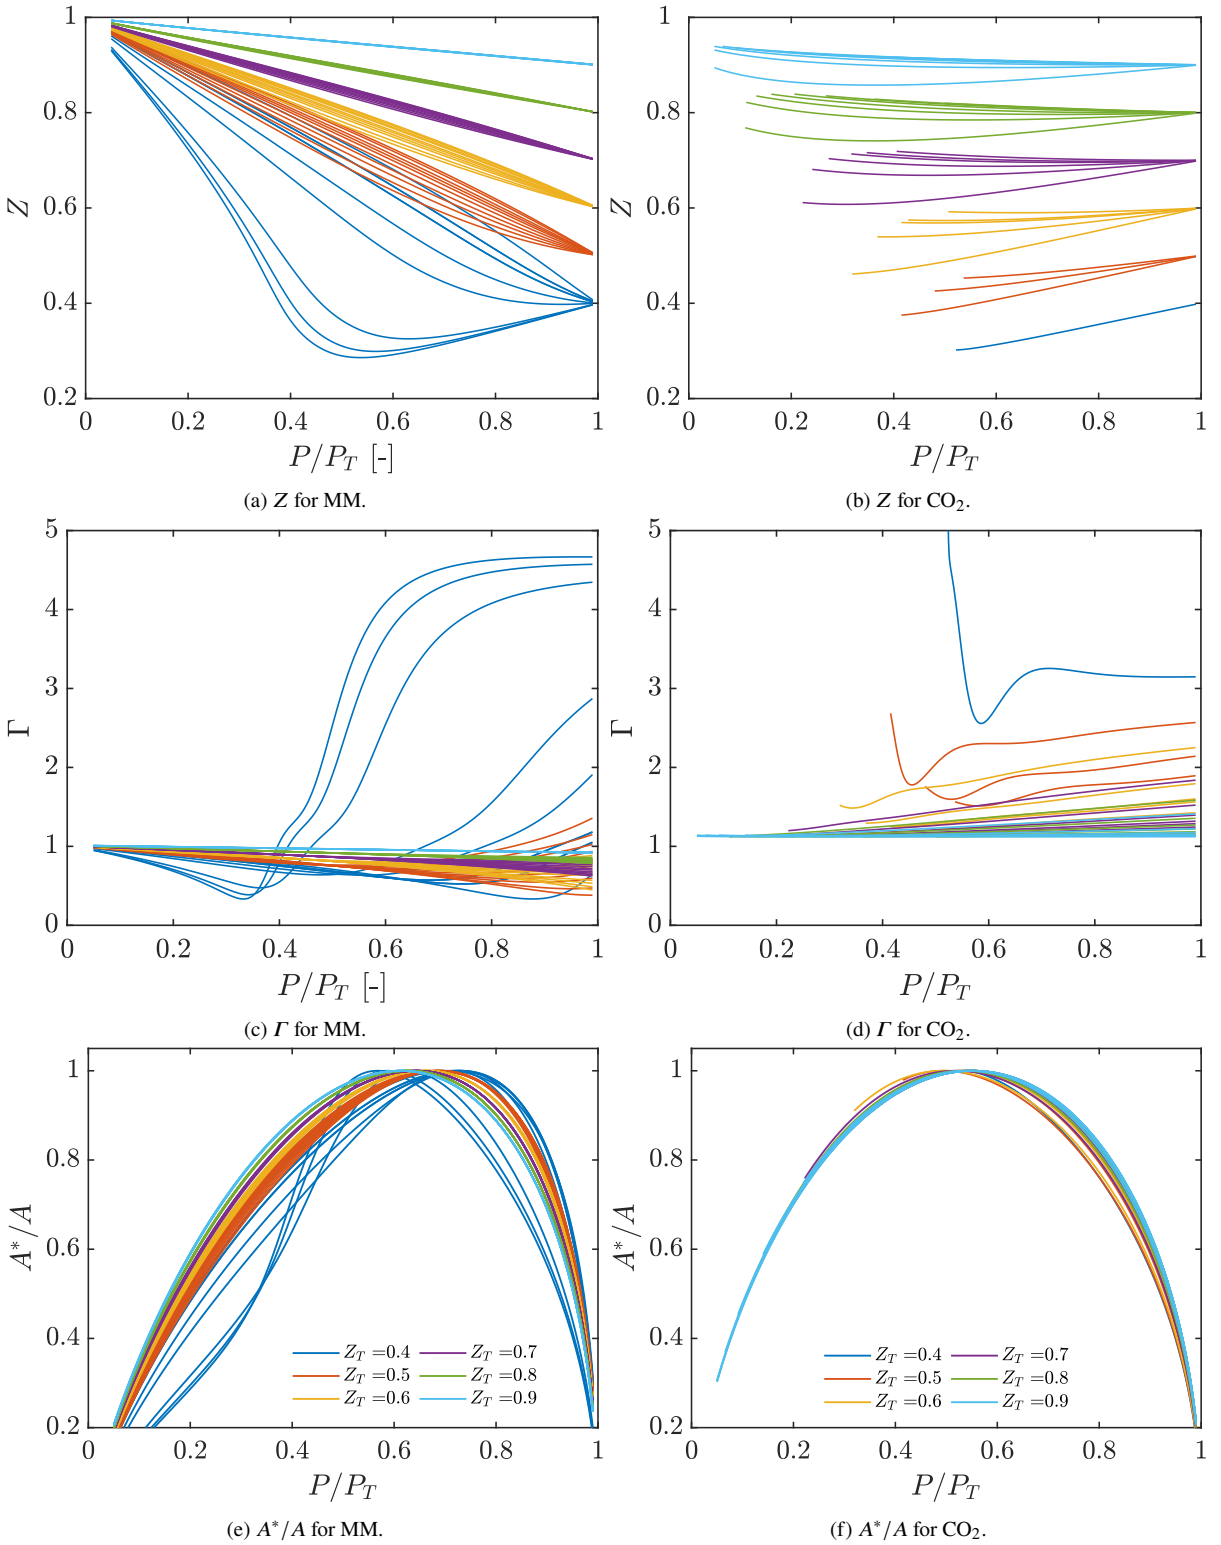 1
0.8
0.6
0.4
0.2
Z
0
0.2
0.4
0.6
0.8
1
P/P_T [-]
(a) Z for MM.
1
0.8
0.6
0.4
0.2
Z
0
0.2
0.4
0.6
0.8
1
P/P_T
(b) Z for CO₂.
5
4
3
2
1
0
Γ
0
0.2
0.4
0.6
0.8
1
P/P_T [-]
(c) Γ for MM.
5
4
3
2
1
0
Γ
0
0.2
0.4
0.6
0.8
1
P/P_T
(d) Γ for CO₂.
1
0.8
0.6
0.4
0.2
A*/A
Z_T =0.4
Z_T =0.5
Z_T =0.6
Z_T =0.7
Z_T =0.8
Z_T =0.9
0
0.2
0.4
0.6
0.8
1
P/P_T
(e) A*/A for MM.
1
0.8
0.6
0.4
0.2
A*/A
Z_T =0.4
Z_T =0.5
Z_T =0.6
Z_T =0.7
Z_T =0.8
Z_T =0.9
0
0.2
0.4
0.6
0.8
1
P/P_T
(f) A*/A for CO₂.